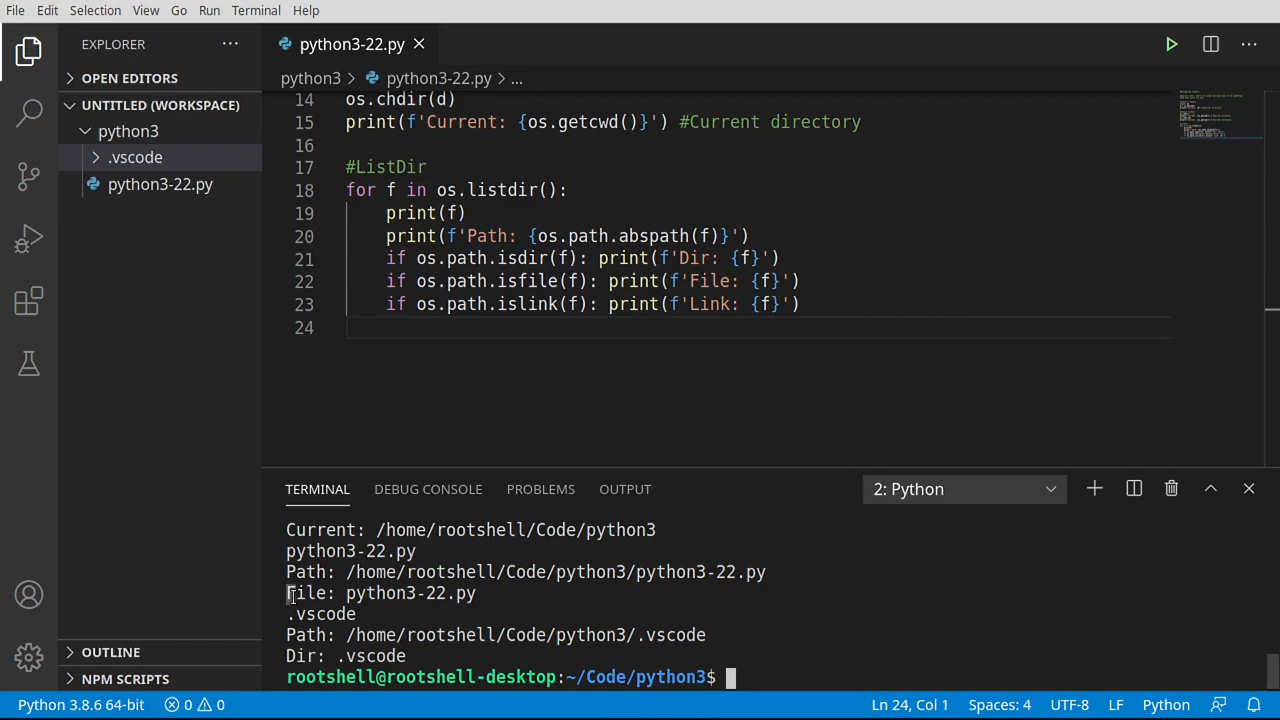 File Edit Selection View Go Run Terminal Help
EXPLORER
python3-22.py
OPEN EDITORS
python3 > python3-22.py > ...
UNTITLED (WORKSPACE)
python3
.vscode
python3-22.py
14 os.chdir(d)
15 print(f'Current: {os.getcwd()}') #Current directory
16
17 #ListDir
18 for f in os.listdir():
19     print(f)
20     print(f'Path: {os.path.abspath(f)}')
21     if os.path.isdir(f): print(f'Dir: {f}')
22     if os.path.isfile(f): print(f'File: {f}')
23     if os.path.islink(f): print(f'Link: {f}')
24
TERMINAL DEBUG CONSOLE PROBLEMS OUTPUT 2: Python
Current: /home/rootshell/Code/python3
python3-22.py
Path: /home/rootshell/Code/python3/python3-22.py
File: python3-22.py
.vscode
Path: /home/rootshell/Code/python3/.vscode
Dir: .vscode
rootshell@rootshell-desktop:~/Code/python3$
OUTLINE
NPM SCRIPTS
Python 3.8.6 64-bit 0 0 Ln 24, Col 1 Spaces: 4 UTF-8 LF Python